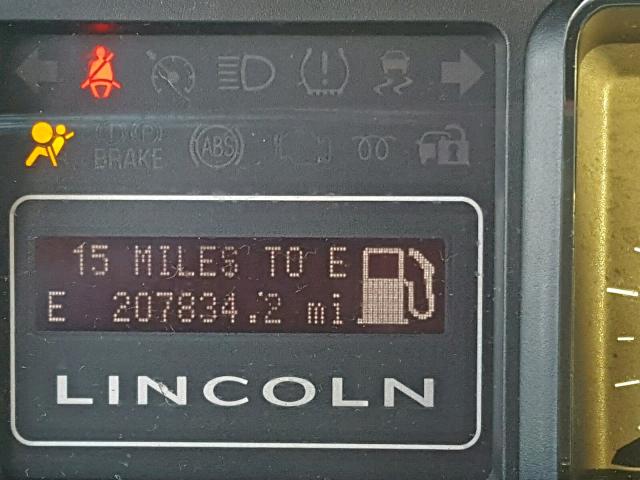 (!) (P)
BRAKE
(ABS)
15 MILES TO E
E 207834.2 mi
LINCOLN